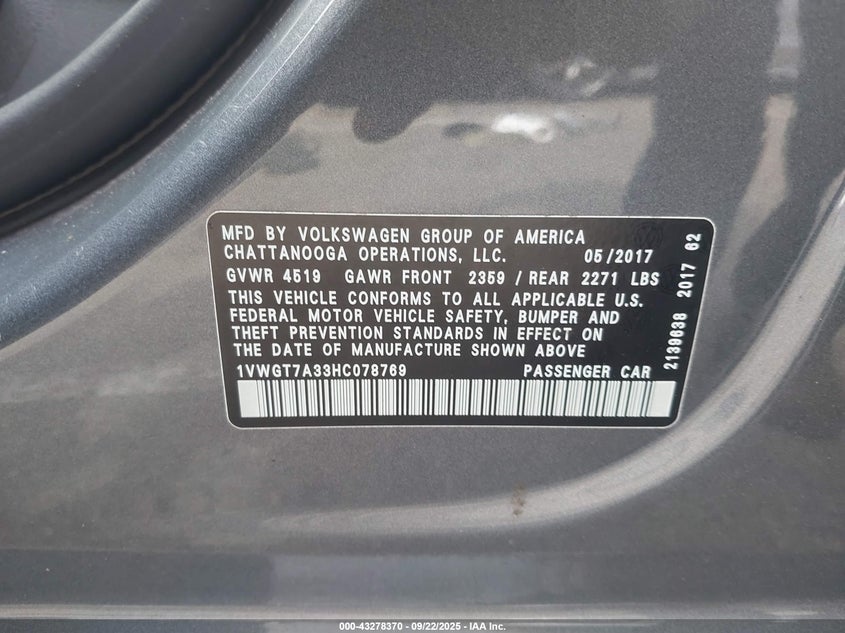 MFD BY VOLKSWAGEN GROUP OF AMERICA
CHATTANOOGA OPERATIONS, LLC. 05/2017
GVWR 4519 GAWR FRONT 2359 / REAR 2271 LBS
THIS VEHICLE CONFORMS TO ALL APPLICABLE U.S.
FEDERAL MOTOR VEHICLE SAFETY, BUMPER AND
THEFT PREVENTION STANDARDS IN EFFECT ON
THE DATE OF MANUFACTURE SHOWN ABOVE
1VWGT7A33HC078769 PASSENGER CAR
2139638 2017 62
000-43278370 - 09/22/2025 - IAA Inc.